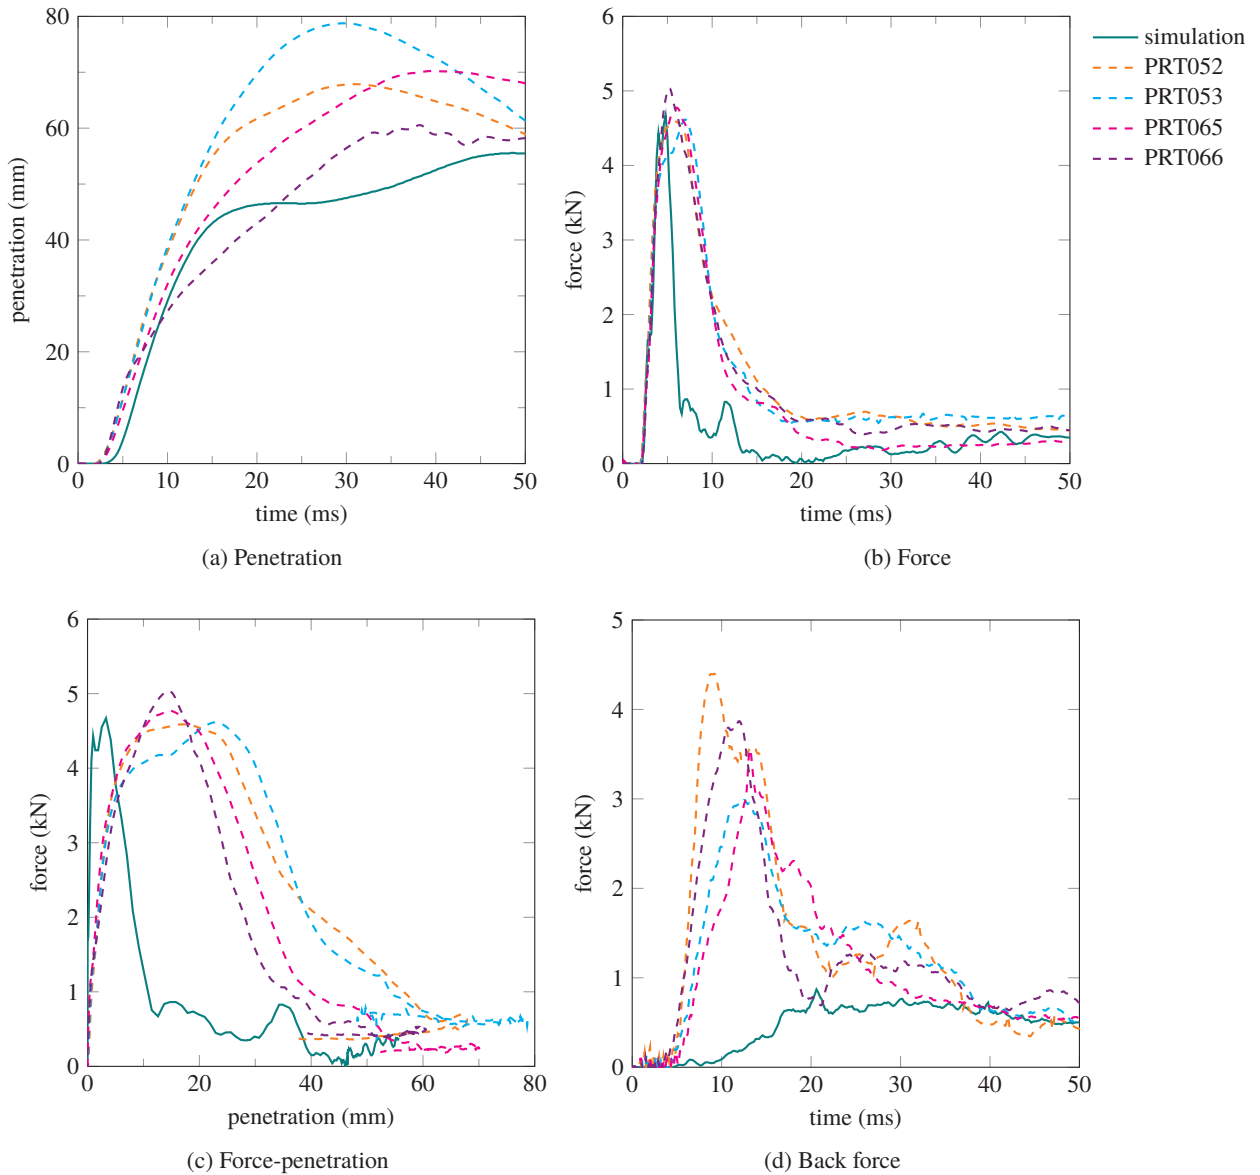 80
60
40
20
0
penetration (mm)
0 10 20 30 40 50
time (ms)
(a) Penetration
6
5
4
3
2
1
0
force (kN)
0 10 20 30 40 50
time (ms)
(b) Force
simulation
PRT052
PRT053
PRT065
PRT066
6
5
4
3
2
1
0
force (kN)
0 20 40 60 80
penetration (mm)
(c) Force-penetration
5
4
3
2
1
0
force (kN)
0 10 20 30 40 50
time (ms)
(d) Back force